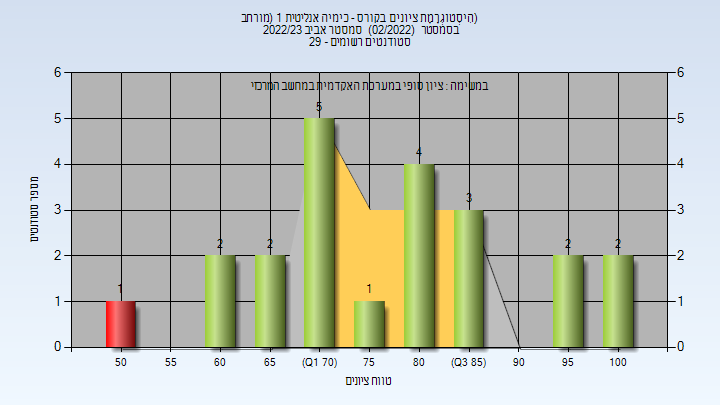 (היסטוגרמת ציונים בקורס - כימיה אנליטית 1 (מורחב
בסמסטר (02/2022) סמסטר אביב 2022/23
סטודנטים רשומים - 29
במשימה : ציון סופי במערכת האקדמית במחשב המרכזי
6 6
5 5
4 4
3 3
2 2
1 1
0 0
מספר סטודנטים
1 2 2 5 1 4 3 2 2
50 55 60 65 (Q1 70) 75 80 (Q3 85) 90 95 100
טווח ציונים